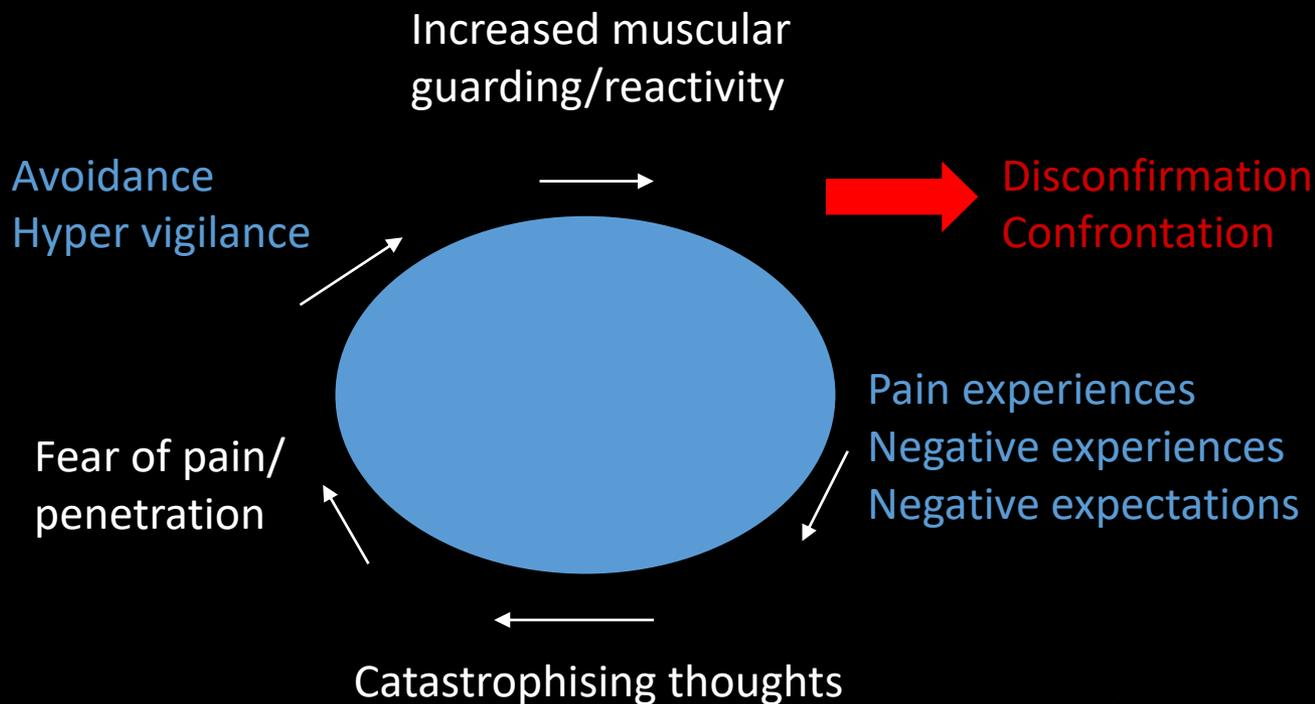 Increased muscular
guarding/reactivity
Avoidance
Hyper vigilance
Disconfirmation
Confrontation
Pain experiences
Negative experiences
Negative expectations
Fear of pain/
penetration
Catastrophising thoughts